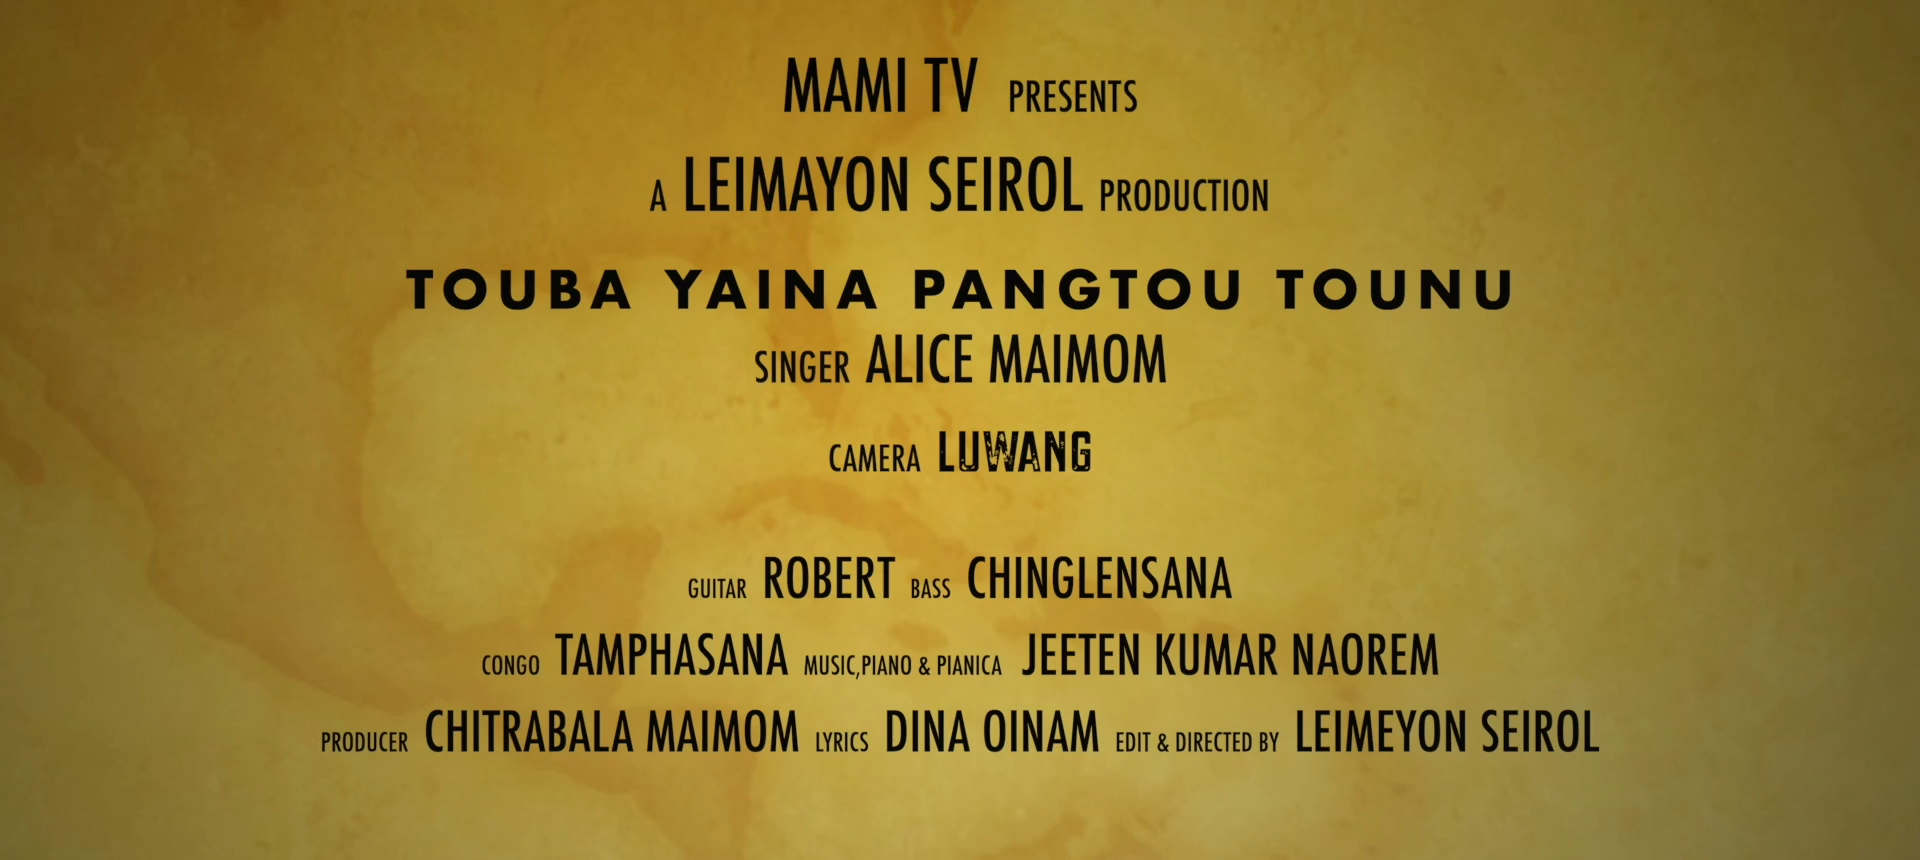 MAMI TV PRESENTS
A LEIMAYON SEIROL PRODUCTION
TOUBA YAINA PANGTOU TOUNU
SINGER ALICE MAIMOM
CAMERA LUWANG
GUITAR ROBERT BASS CHINGLENSANA
CONGO TAMPHASANA MUSIC,PIANO & PIANICA JEETEN KUMAR NAOREM
PRODUCER CHITRABALA MAIMOM LYRICS DINA OINAM EDIT & DIRECTED BY LEIMEYON SEIROL